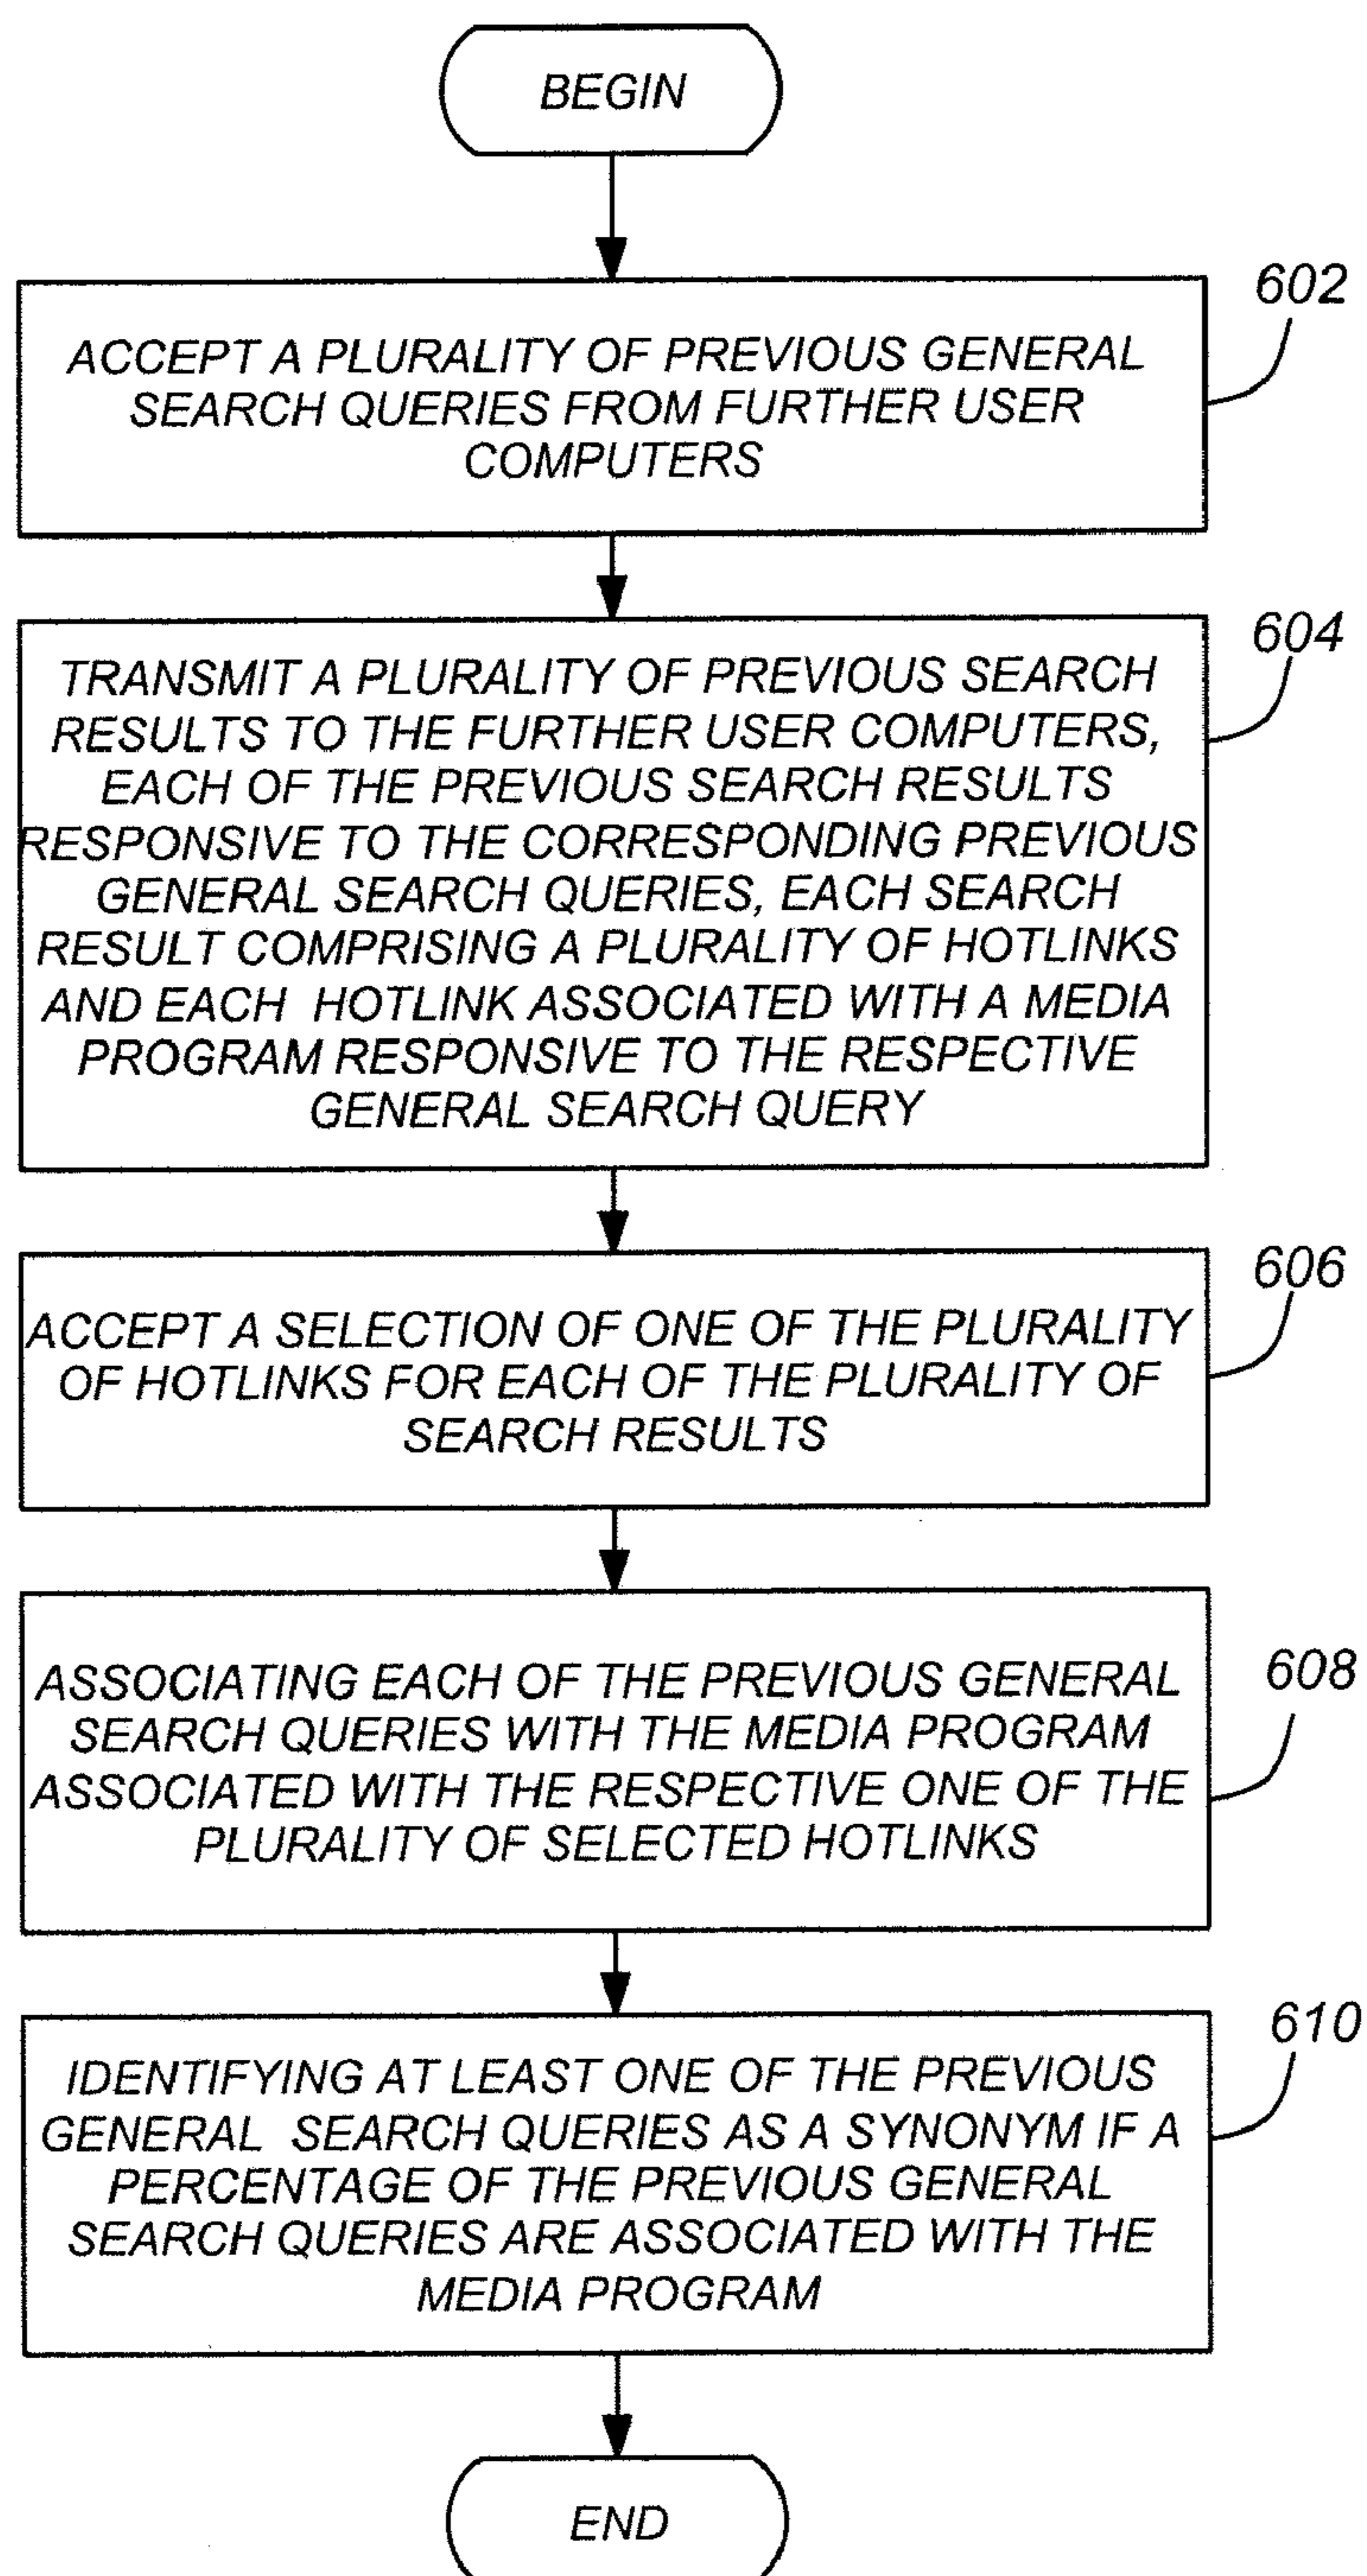 BEGIN
602
ACCEPT A PLURALITY OF PREVIOUS GENERAL
SEARCH QUERIES FROM FURTHER USER
COMPUTERS
604
TRANSMIT A PLURALITY OF PREVIOUS SEARCH
RESULTS TO THE FURTHER USER COMPUTERS,
EACH OF THE PREVIOUS SEARCH RESULTS
RESPONSIVE TO THE CORRESPONDING PREVIOUS
GENERAL SEARCH QUERIES, EACH SEARCH
RESULT COMPRISING A PLURALITY OF HOTLINKS
AND EACH HOTLINK ASSOCIATED WITH A MEDIA
PROGRAM RESPONSIVE TO THE RESPECTIVE
GENERAL SEARCH QUERY
606
ACCEPT A SELECTION OF ONE OF THE PLURALITY
OF HOTLINKS FOR EACH OF THE PLURALITY OF
SEARCH RESULTS
608
ASSOCIATING EACH OF THE PREVIOUS GENERAL
SEARCH QUERIES WITH THE MEDIA PROGRAM
ASSOCIATED WITH THE RESPECTIVE ONE OF THE
PLURALITY OF SELECTED HOTLINKS
610
IDENTIFYING AT LEAST ONE OF THE PREVIOUS
GENERAL SEARCH QUERIES AS A SYNONYM IF A
PERCENTAGE OF THE PREVIOUS GENERAL
SEARCH QUERIES ARE ASSOCIATED WITH THE
MEDIA PROGRAM
END